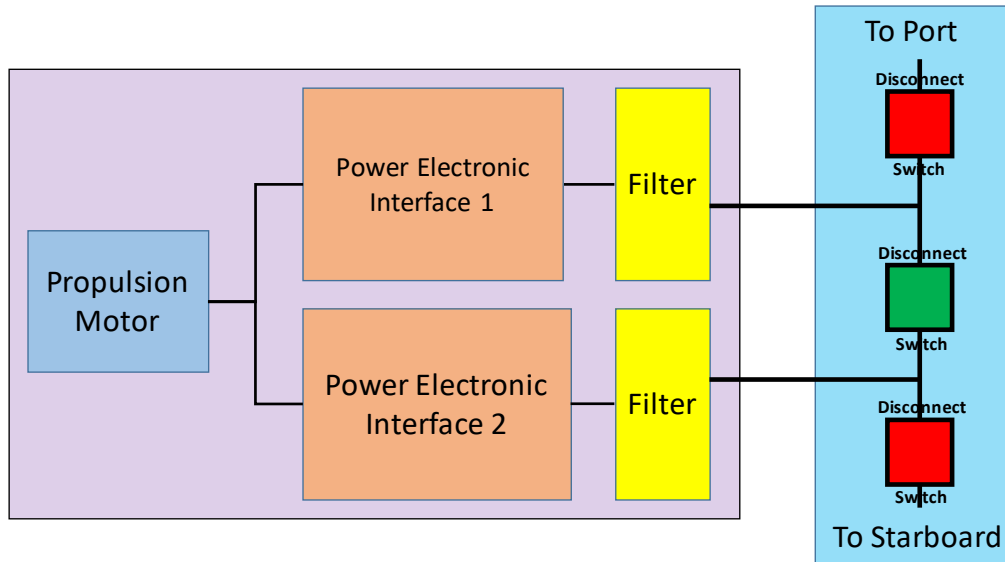 To Port
Disconnect
Switch
Power Electronic
Interface 1
Filter
Disconnect
Switch
Propulsion
Motor
Power Electronic
Interface 2
Filter
Disconnect
Switch
To Starboard